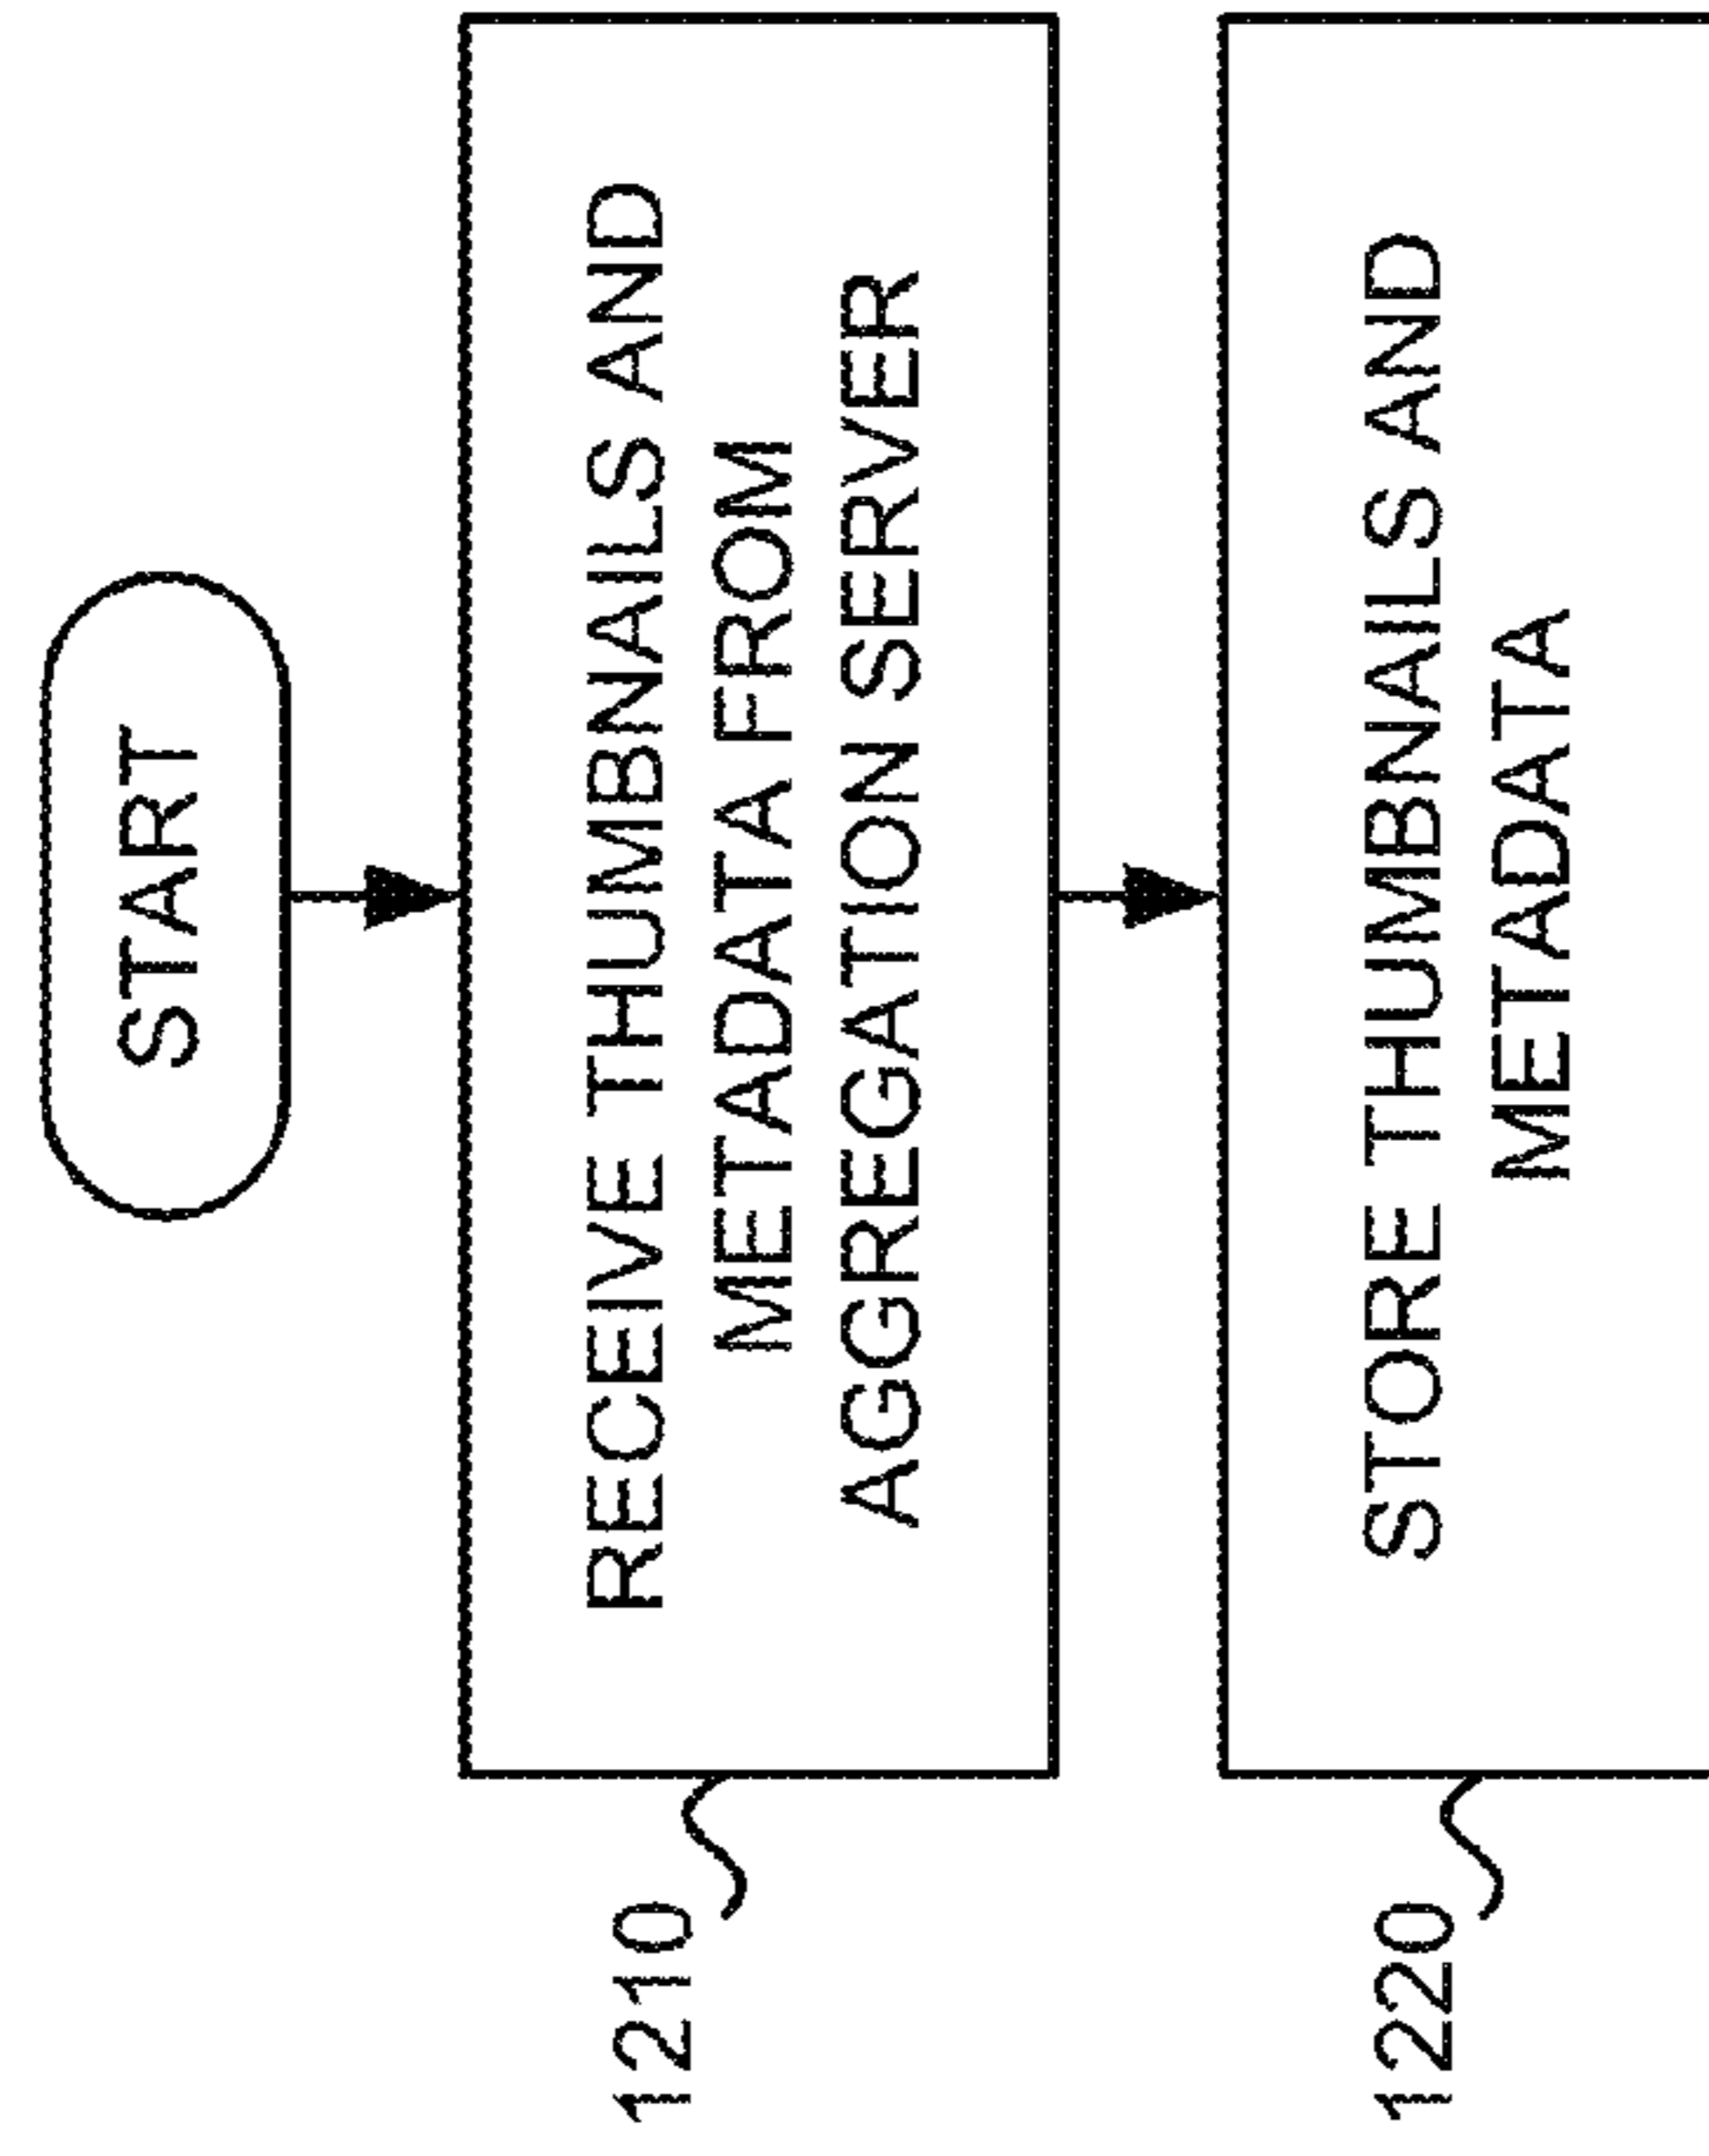 START
RECEIVE THUMBNAILS AND
METADATA FROM
AGGREGATION SERVER
1210
STORE THUMBNAILS AND
METADATA
1220